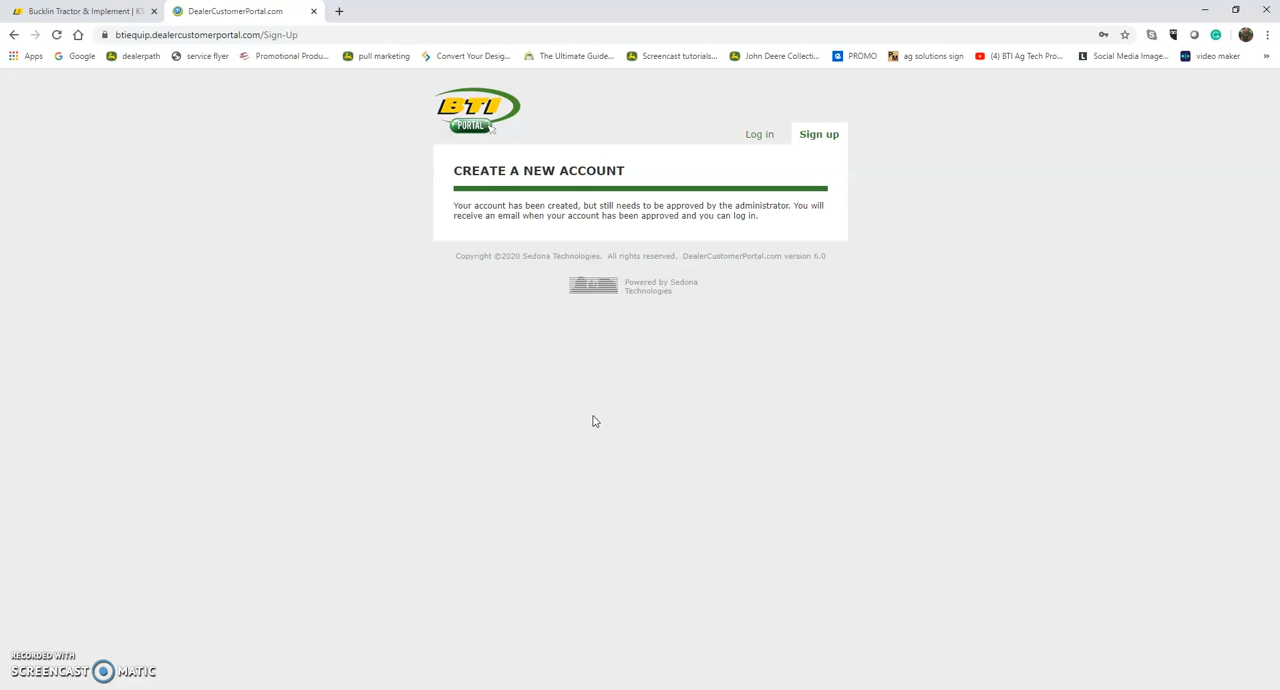 Bucklin Tractor & Implement | KS
DealerCustomerPortal.com
btiequip.dealercustomerportal.com/Sign-Up
Apps
Google
dealerpath
service flyer
Promotional Produ...
pull marketing
Convert Your Desig...
The Ultimate Guide...
Screencast tutorials...
John Deere Collecti...
PROMO
ag solutions sign
(4) BTI Ag Tech Pro...
Social Media Image...
video maker
BTI
PORTAL
Log in
Sign up
CREATE A NEW ACCOUNT
Your account has been created, but still needs to be approved by the administrator. You will
receive an email when your account has been approved and you can log in.
Copyright ©2020 Sedona Technologies. All rights reserved. DealerCustomerPortal.com version 6.0
Powered by Sedona
Technologies
RECORDED WITH
SCREENCAST MATIC